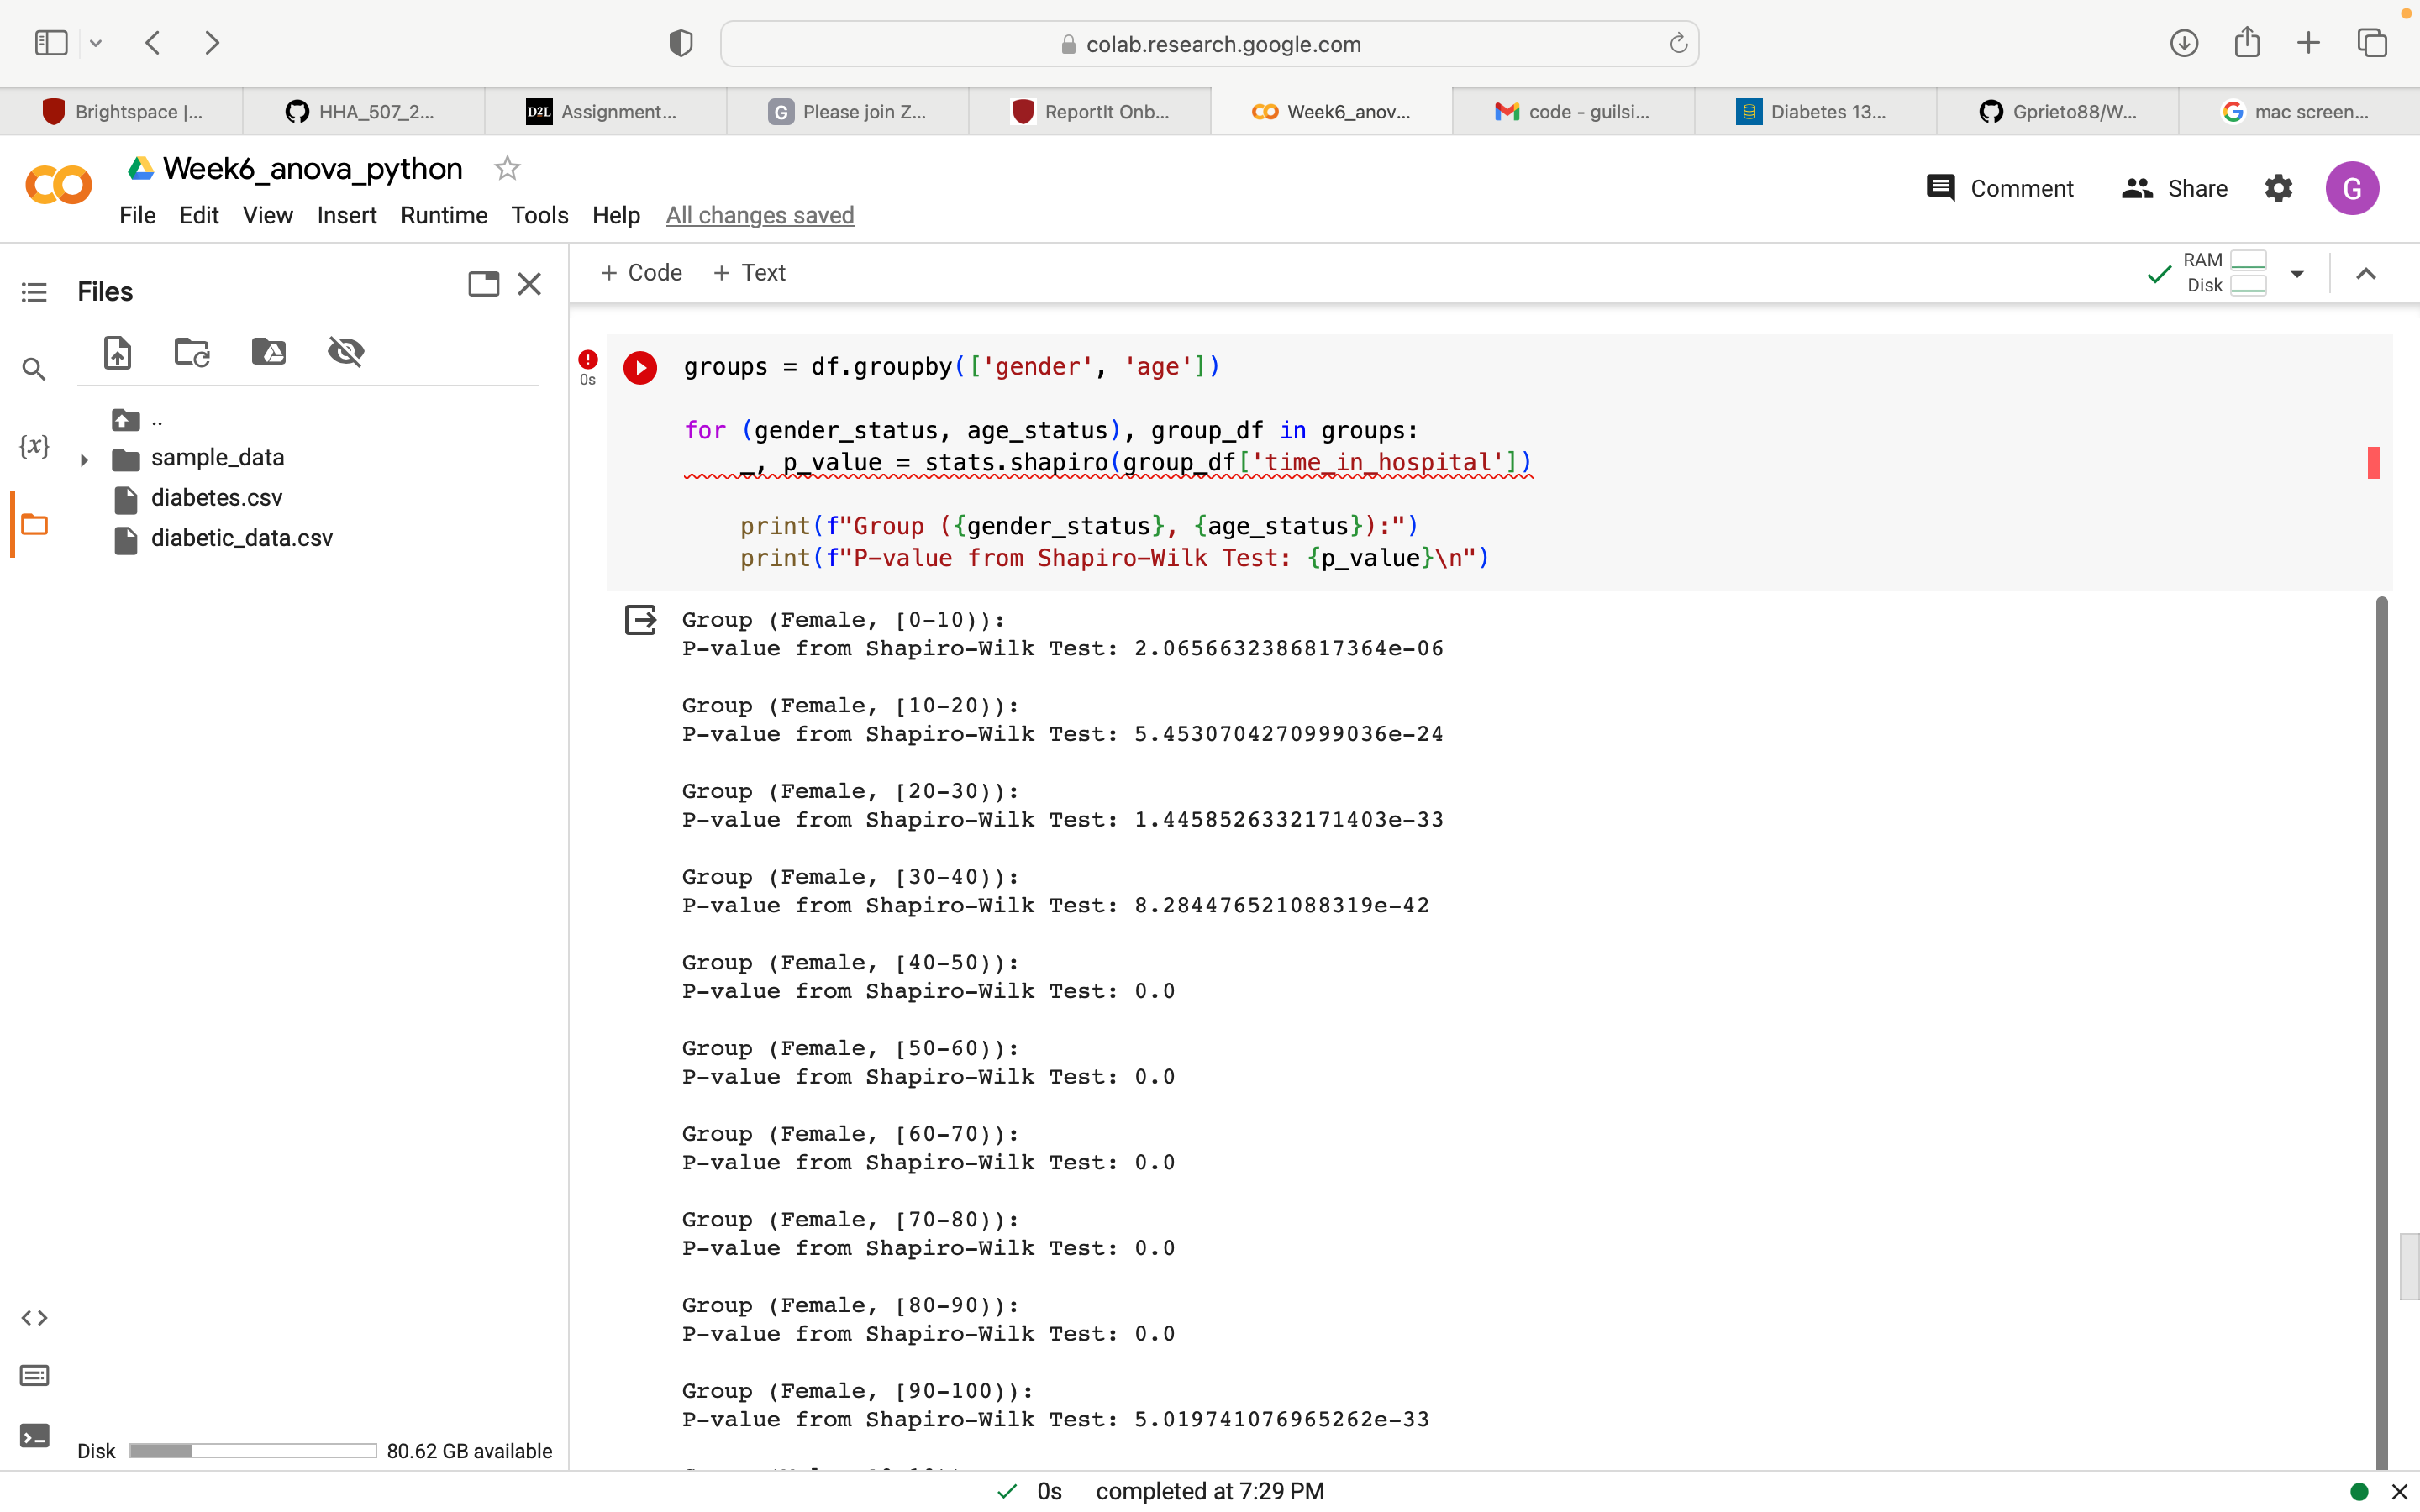 colab.research.google.com
Brightspace |...
HHA_507_2...
D2L Assignment...
G Please join Z...
ReportIt Onb...
Week6_anov...
code - guilsi...
Diabetes 13...
Gprieto88/W...
mac screen...
Week6_anova_python
Comment
Share
G
File Edit View Insert Runtime Tools Help All changes saved
Files
+ Code + Text
RAM
Disk
..
sample_data
diabetes.csv
diabetic_data.csv
{x}
0s
groups = df.groupby(['gender', 'age'])
for (gender_status, age_status), group_df in groups:
_, p_value = stats.shapiro(group_df['time_in_hospital'])
print(f"Group ({gender_status}, {age_status}):")
print(f"P-value from Shapiro-Wilk Test: {p_value}\n")
Group (Female, [0-10)):
P-value from Shapiro-Wilk Test: 2.0656632386817364e-06
Group (Female, [10-20)):
P-value from Shapiro-Wilk Test: 5.4530704270999036e-24
Group (Female, [20-30)):
P-value from Shapiro-Wilk Test: 1.4458526332171403e-33
Group (Female, [30-40)):
P-value from Shapiro-Wilk Test: 8.284476521088319e-42
Group (Female, [40-50)):
P-value from Shapiro-Wilk Test: 0.0
Group (Female, [50-60)):
P-value from Shapiro-Wilk Test: 0.0
Group (Female, [60-70)):
P-value from Shapiro-Wilk Test: 0.0
Group (Female, [70-80)):
P-value from Shapiro-Wilk Test: 0.0
Group (Female, [80-90)):
P-value from Shapiro-Wilk Test: 0.0
Group (Female, [90-100)):
P-value from Shapiro-Wilk Test: 5.019741076965262e-33
Disk 80.62 GB available
0s completed at 7:29 PM